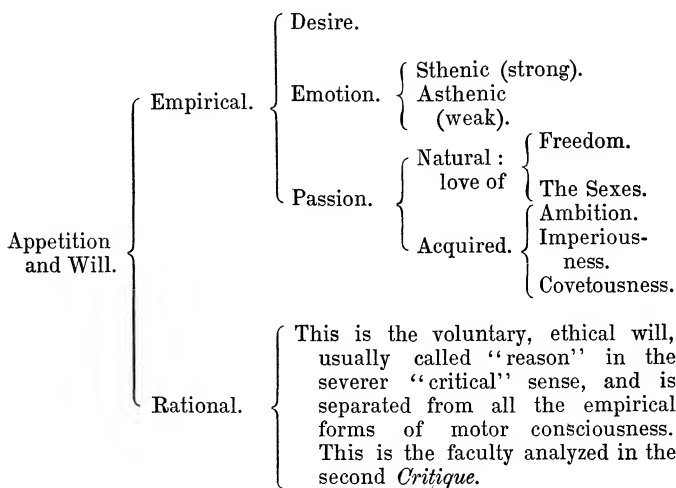 Appetition
and Will.
Empirical.
Desire.
Emotion.
Sthenic (strong).
Asthenic
(weak).
Passion.
Natural :
love of
Freedom.
The Sexes.
Acquired.
Ambition.
Imperious-
ness.
Covetousness.
Rational.
This is the voluntary, ethical will,
usually called “reason” in the
severer “critical” sense, and is
separated from all the empirical
forms of motor consciousness.
This is the faculty analyzed in the
second Critique.